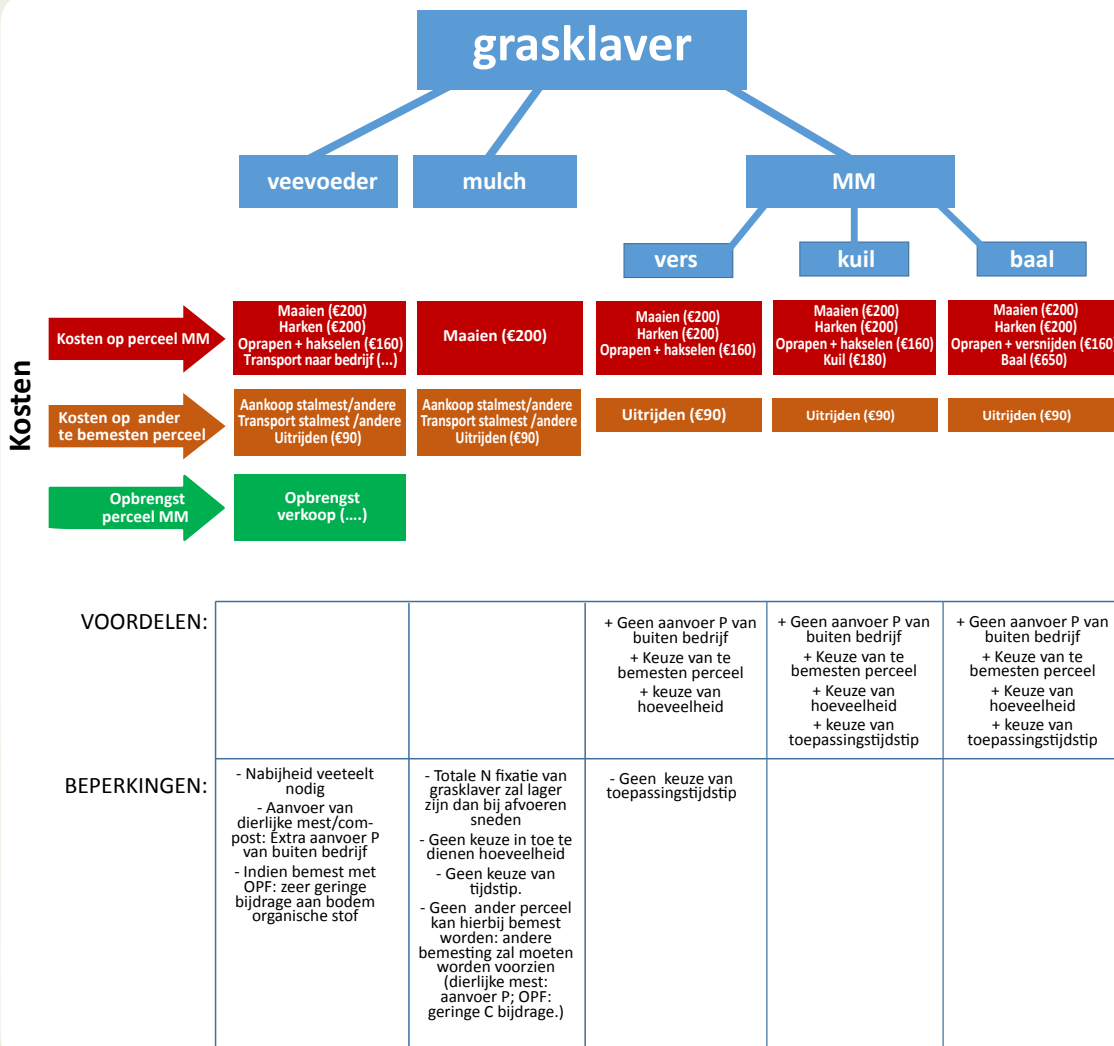 grasklaver
veevoeder
mulch
MM
vers
kuil
baal
Kosten
Kosten op perceel MM
Maaien (€200)
Harken (€200)
Oprapen + hakselen (€160)
Transport naar bedrijf (...)
Maaien (€200)
Maaien (€200)
Harken (€200)
Oprapen + hakselen (€160)
Maaien (€200)
Harken (€200)
Oprapen + hakselen (€160)
Kuil (€180)
Maaien (€200)
Harken (€200)
Oprapen + versnijden (€160
Baal (€650)
Kosten op ander
te bemesten perceel
Aankoop stalmest/andere
Transport stalmest /andere
Uitrijden (€90)
Aankoop stalmest/andere
Transport stalmest /andere
Uitrijden (€90)
Uitrijden (€90)
Uitrijden (€90)
Uitrijden (€90)
Opbrengst
perceel MM
Opbrengst
verkoop (....)
VOORDELEN:
+ Geen aanvoer P van
buiten bedrijf
+ Keuze van te
bemesten perceel
+ keuze van
hoeveelheid
+ Geen aanvoer P van
buiten bedrijf
+ Keuze van te
bemesten perceel
+ Keuze van
hoeveelheid
+ keuze van
toepassingstijdstip
+ Geen aanvoer P van
buiten bedrijf
+ Keuze van te
bemesten perceel
+ Keuze van
hoeveelheid
+ keuze van
toepassingstijdstip
BEPERKINGEN:
- Nabijheid veeteelt
nodig
- Aanvoer van
dierlijke mest/com-
post: Extra aanvoer P
van buiten bedrijf
- Indien bemest met
OPF: zeer geringe
bijdrage aan bodem
organische stof
- Totale N fixatie van
grasklaver zal lager
zijn dan bij afvoeren
sneden
- Geen keuze in toe te
dienen hoeveelheid
- Geen keuze van
tijdstip.
- Geen ander perceel
kan hierbij bemest
worden: andere
bemesting zal moeten
worden voorzien
(dierlijke mest:
aanvoer P; OPF:
geringe C bijdrage.)
- Geen keuze van
toepassingstijdstip